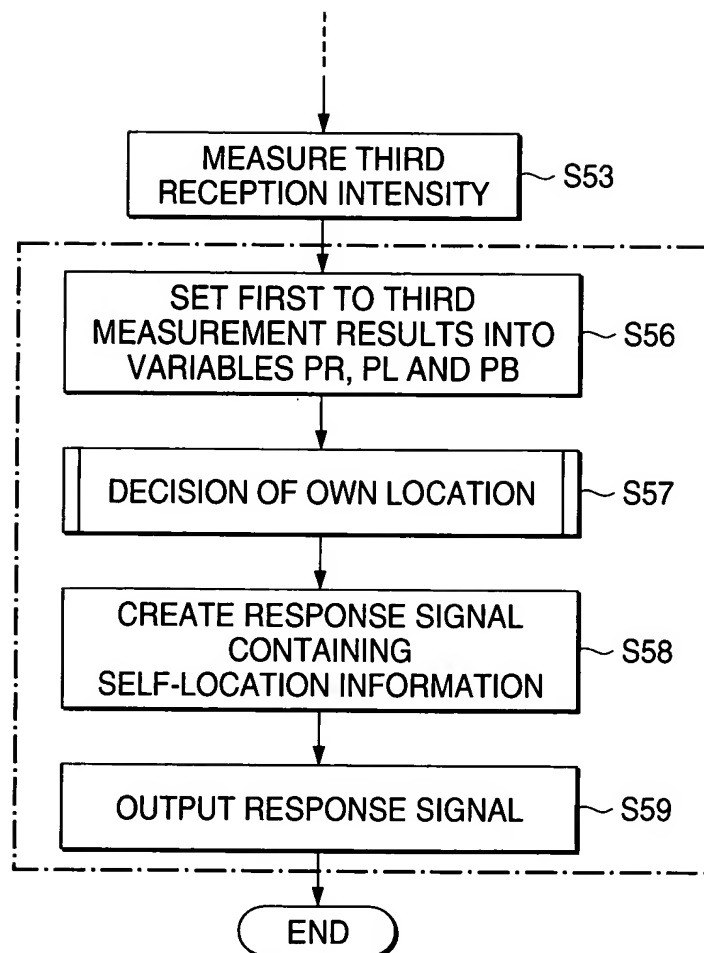 MEASURE THIRD
RECEPTION INTENSITY
S53
SET FIRST TO THIRD
MEASUREMENT RESULTS INTO
VARIABLES PR, PL AND PB
S56
DECISION OF OWN LOCATION
S57
CREATE RESPONSE SIGNAL
CONTAINING
SELF-LOCATION INFORMATION
S58
OUTPUT RESPONSE SIGNAL
S59
END